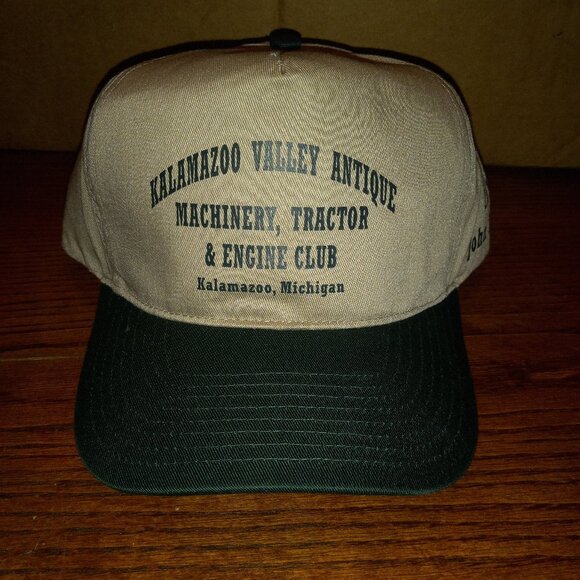 KALAMAZOO VALLEY ANTIQUE
MACHINERY, TRACTOR
& ENGINE CLUB
Kalamazoo, Michigan